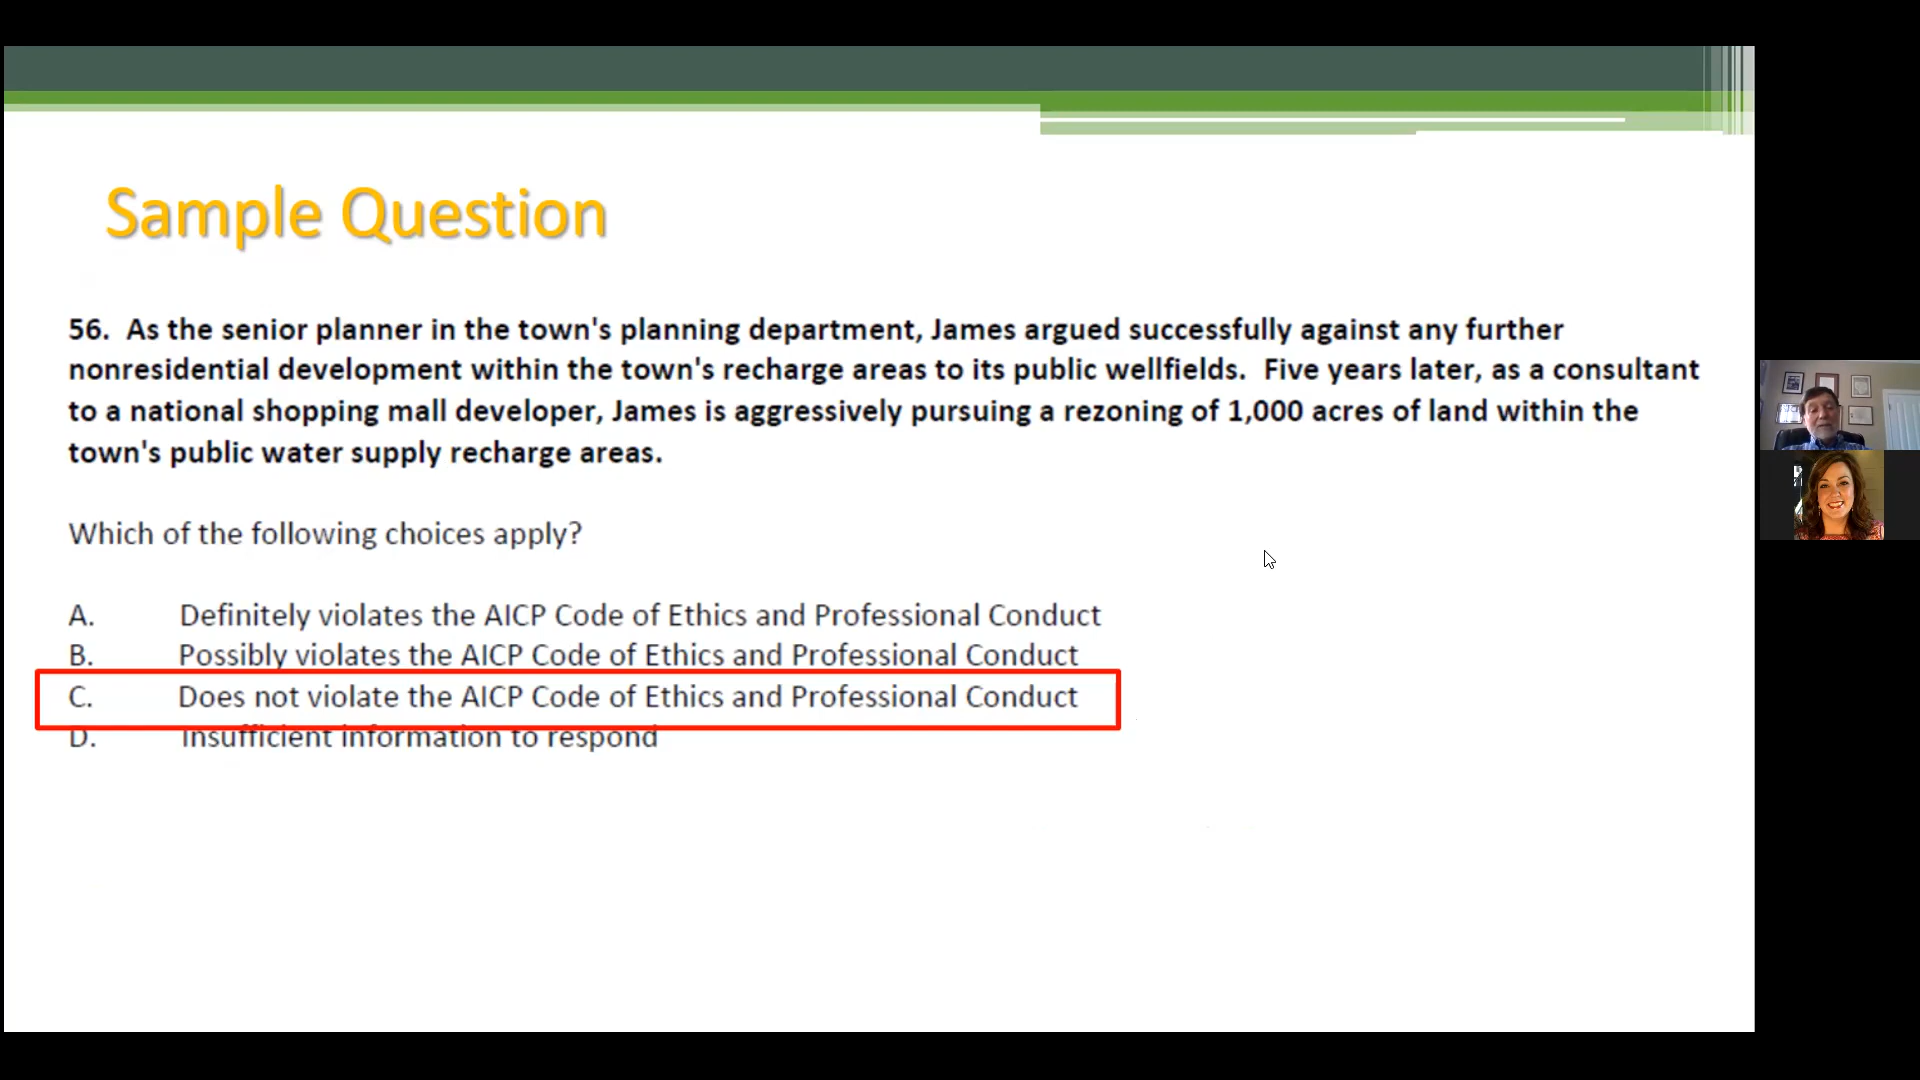 Sample Question
56. As the senior planner in the town's planning department, James argued successfully against any further
nonresidential development within the town's recharge areas to its public wellfields. Five years later, as a consultant
to a national shopping mall developer, James is aggressively pursuing a rezoning of 1,000 acres of land within the
town's public water supply recharge areas.
Which of the following choices apply?
A. Definitely violates the AICP Code of Ethics and Professional Conduct
B. Possibly violates the AICP Code of Ethics and Professional Conduct
C. Does not violate the AICP Code of Ethics and Professional Conduct
D. Insufficient information to respond